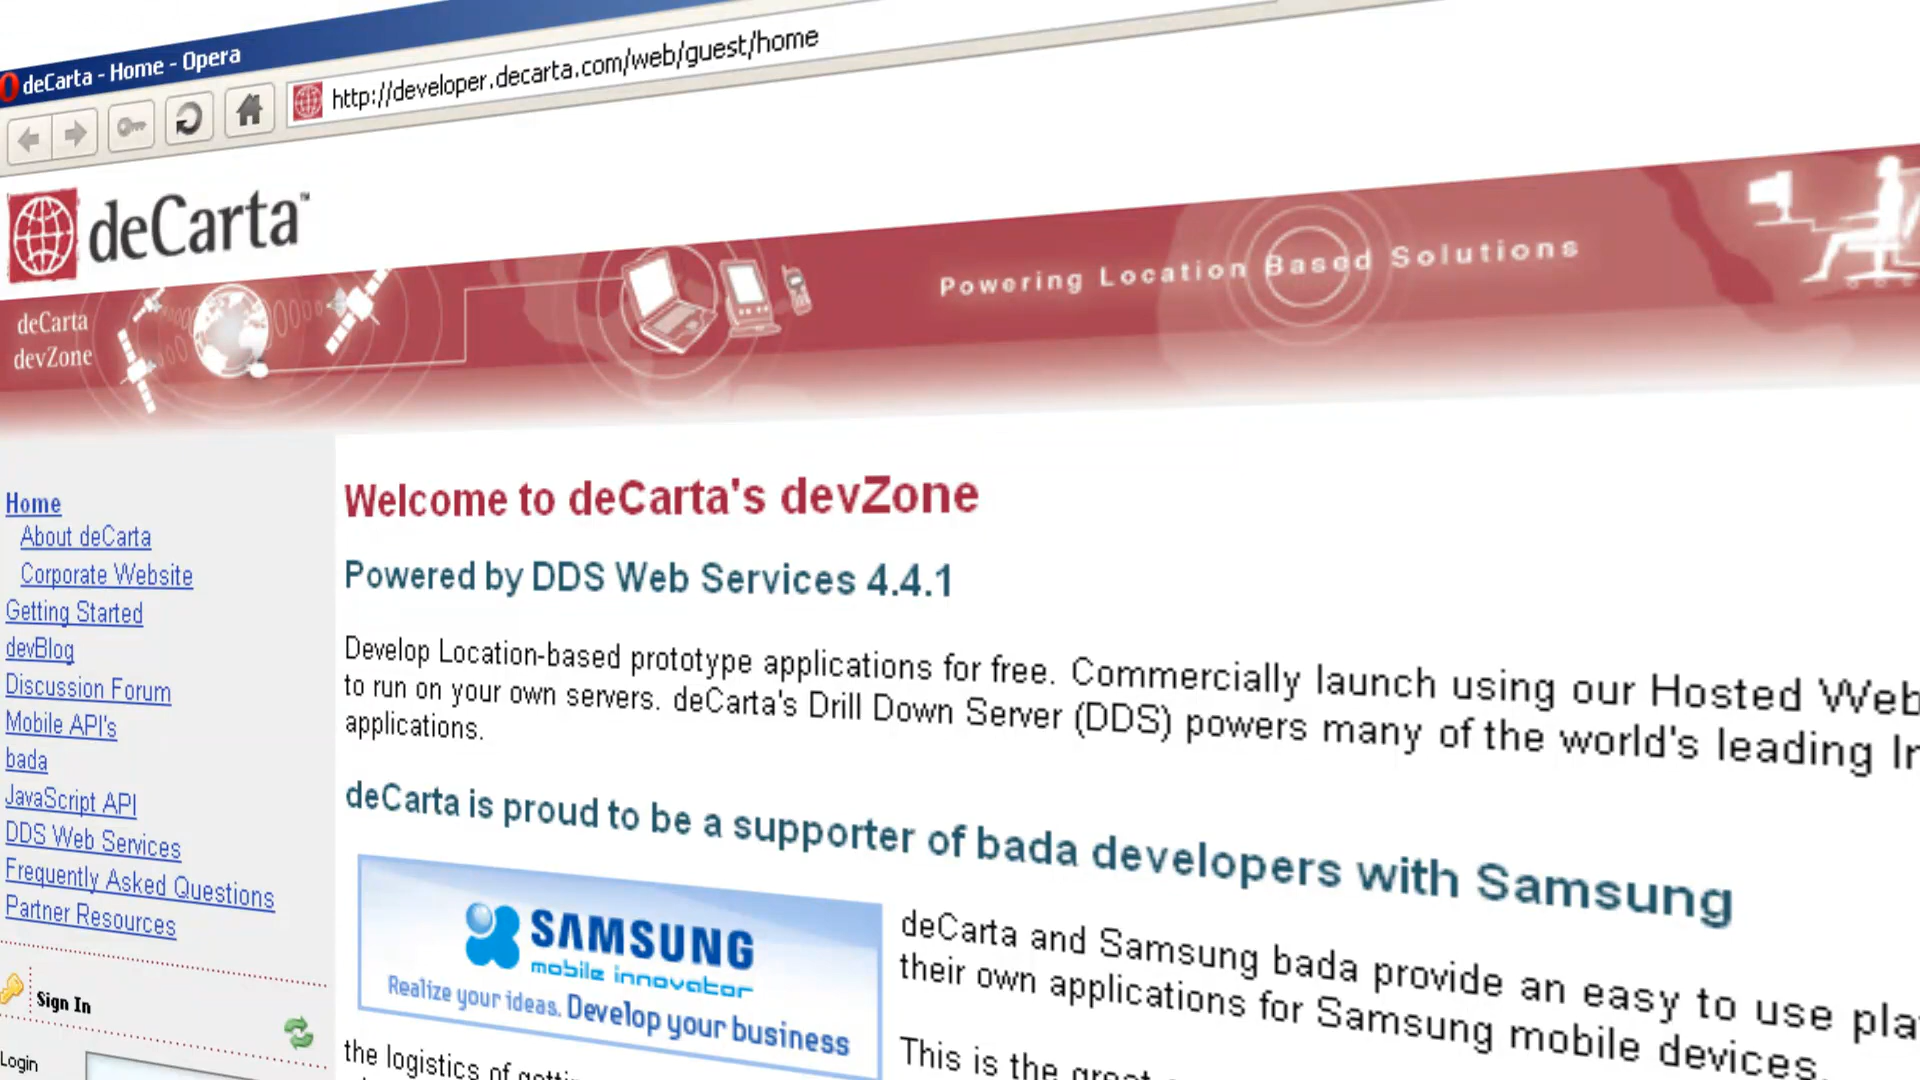 deCarta - Home - Opera
http://developer.decarta.com/web/guest/home
deCarta™
deCarta
devZone
Powering Location Based Solutions
Home
About deCarta
Corporate Website
Getting Started
devBlog
Discussion Forum
Mobile API's
bada
JavaScript API
DDS Web Services
Frequently Asked Questions
Partner Resources
Sign In
Login
Welcome to deCarta's devZone
Powered by DDS Web Services 4.4.1
Develop Location-based prototype applications for free. Commercially launch using our Hosted Web
to run on your own servers. deCarta's Drill Down Server (DDS) powers many of the world's leading
applications.
deCarta is proud to be a supporter of bada developers with Samsung
SAMSUNG
mobile innovator
Realize your ideas. Develop your business
deCarta and Samsung bada provide an easy to use
their own applications for Samsung mobile devices.
This is the great
the logistics of